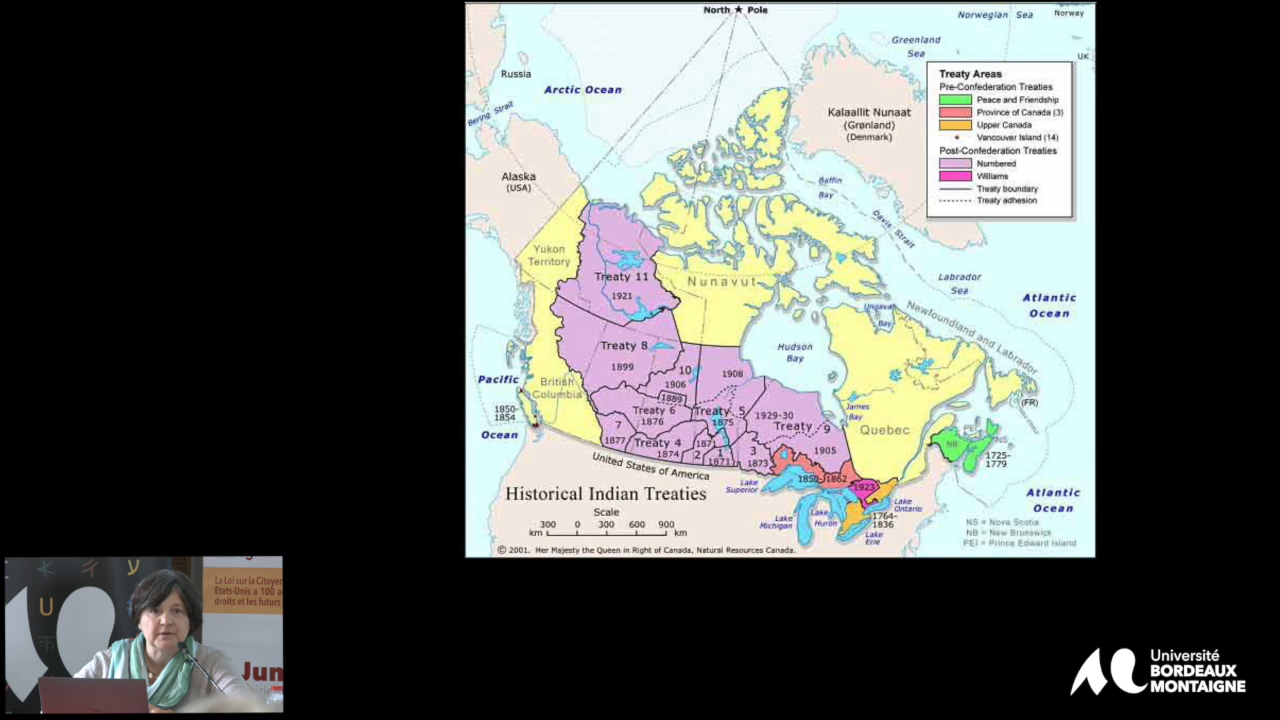 North ★ Pole
Norwegian Sea
Norway
Greenland
Sea
UK
Russia
Arctic Ocean
Bering Strait
Kalaallit Nunaat
(Grønland)
(Denmark)
Treaty Areas
Pre-Confederation Treaties
Peace and Friendship
Province of Canada (3)
Upper Canada
Vancouver Island (14)
Post-Confederation Treaties
Numbered
Williams
Treaty boundary
Treaty adhesion
Alaska
(USA)
Baffin
Bay
Davis Strait
Yukon
Territory
Treaty 11
1921
Nunavut
Labrador
Sea
Atlantic
Ocean
Ungava
Bay
Newfoundland and Labrador
Hudson
Bay
Treaty 8
1899
10
1906
1908
1889
Pacific
Ocean
British
Columbia
1850-
1854
Treaty 6
1876
Treaty 5
1875
1929-30
Treaty 9
1905
James
Bay
Quebec
(FR)
7
1877
Treaty 4
1874
1871
2
1
1871
2
3
1873
PEI
NB
NS
1725-
1779
United States of America
1850-1862
1923
Lake
Superior
Historical Indian Treaties
Scale
300 0 300 600 900
km km
Lake
Michigan
Lake
Huron
1764-
1836
Lake
Ontario
Lake
Erie
Atlantic
Ocean
NS = Nova Scotia
NB = New Brunswick
PEI = Prince Edward Island
© 2001. Her Majesty the Queen in Right of Canada, Natural Resources Canada.
U
La Loi sur la Citoyen
Etats-Unis a 100 a
droits et les futurs
Jun
Université
BORDEAUX
MONTAIGNE